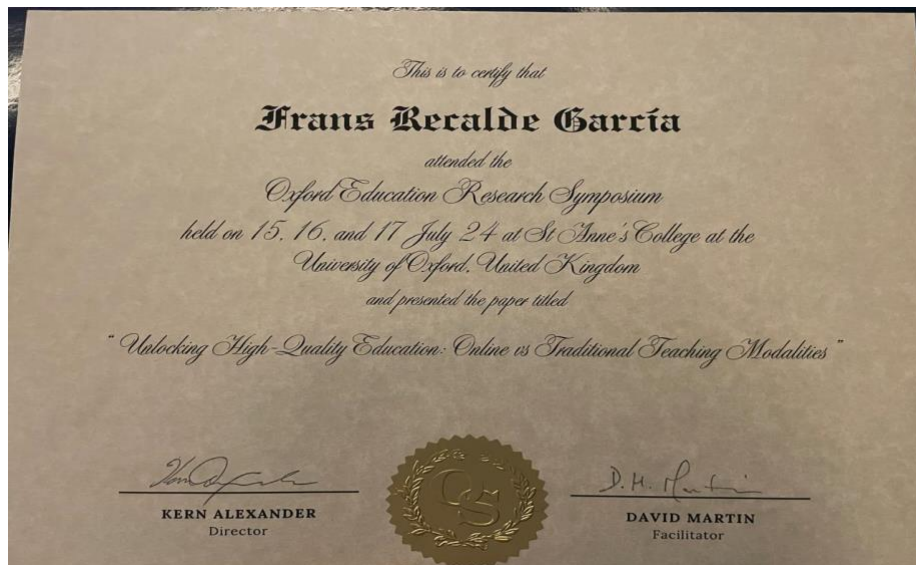 This is to certify that
Frans Recalde García
attended the
Oxford Education Research Symposium
held on 15, 16, and 17 July 24 at St Anne's College at the
University of Oxford, United Kingdom
and presented the paper titled
" Unlocking High-Quality Education: Online vs Traditional Teaching Modalities "
D. H. Martin
KERN ALEXANDER
Director
OS
DAVID MARTIN
Facilitator